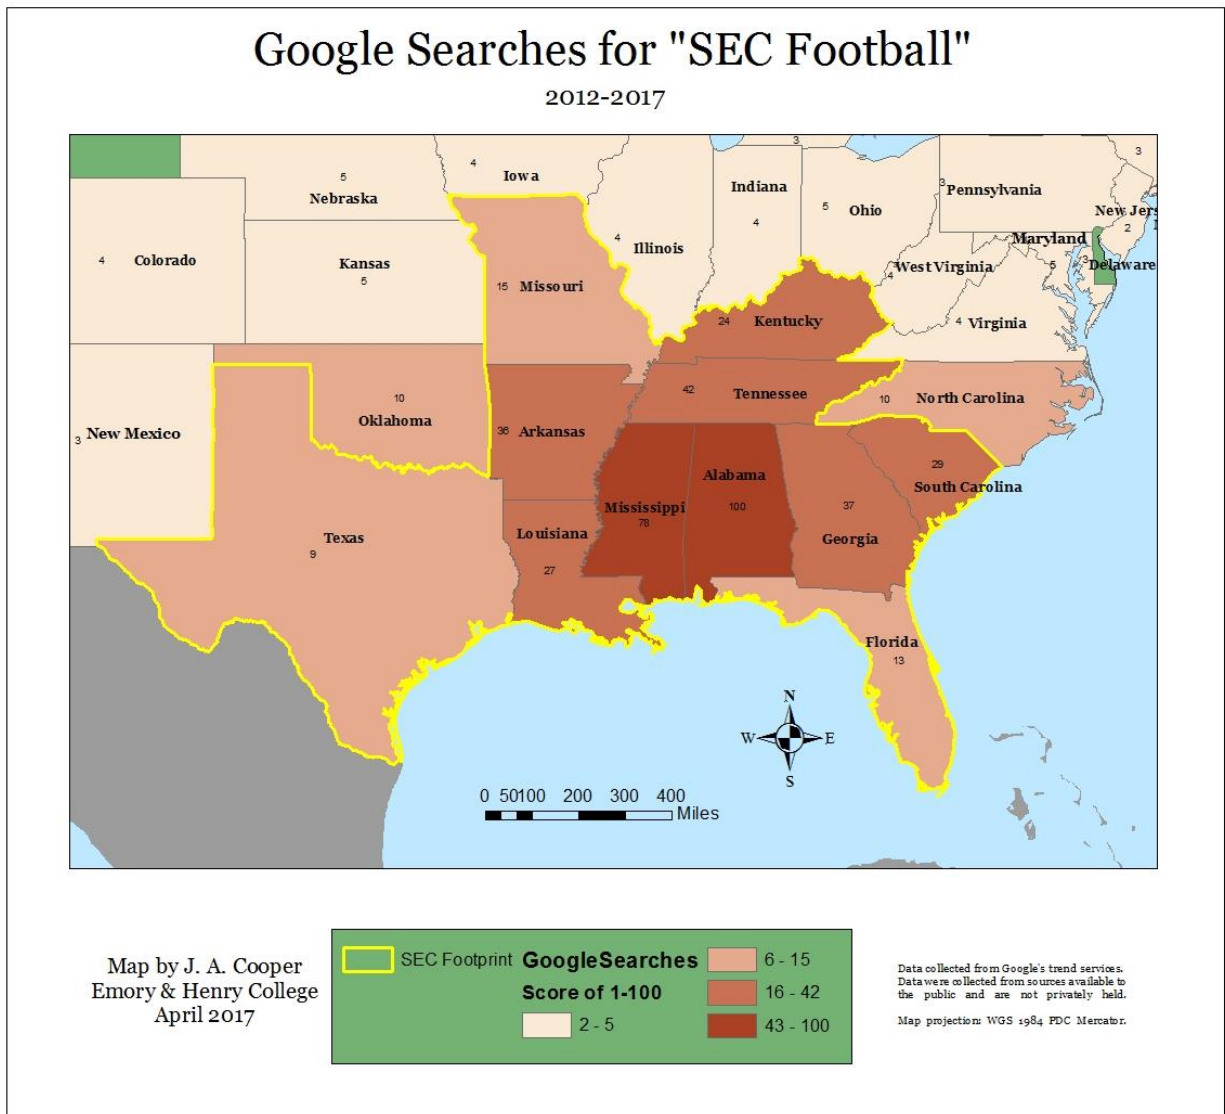 Google Searches for "SEC Football"
2012-2017
3
4
Iowa
5
Nebraska
Indiana
4
5
Ohio
3
Pennsylvania
3
New Jers
2
4
Colorado
Kansas
5
4
Illinois
West Virginia
4
Maryland
5
3
Delaware
15
Missouri
24
Kentucky
4
Virginia
3
New Mexico
10
Oklahoma
36
Arkansas
42
Tennessee
10
North Carolina
29
South Carolina
Texas
9
Louisiana
27
Mississippi
78
Alabama
100
37
Georgia
Florida
13
N
W
E
S
0 50100 200 300 400
Miles
Map by J. A. Cooper
Emory & Henry College
April 2017
SEC Footprint
GoogleSearches
Score of 1-100
2 - 5
6 - 15
16 - 42
43 - 100
Data collected from Google's trend services.
Data were collected from sources available to
the public and are not privately held.
Map projection: WGS 1984 PDC Mercator.